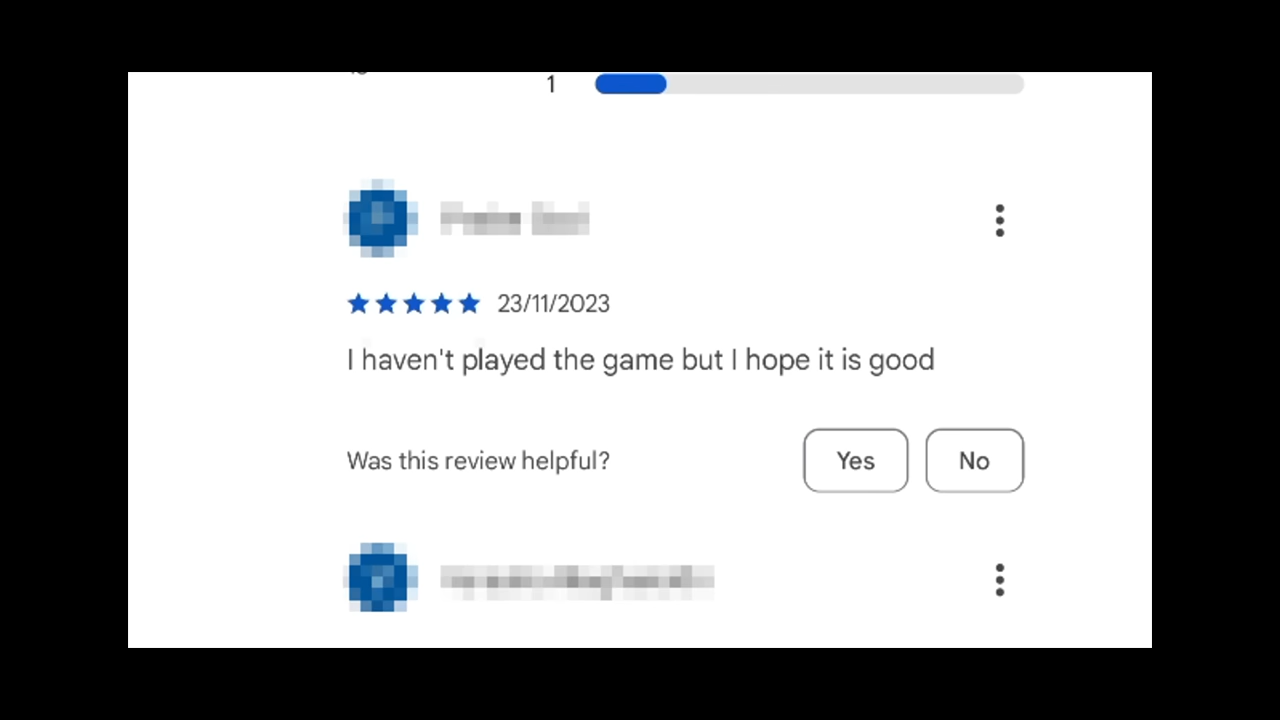 1
23/11/2023
I haven't played the game but I hope it is good
Was this review helpful? Yes No